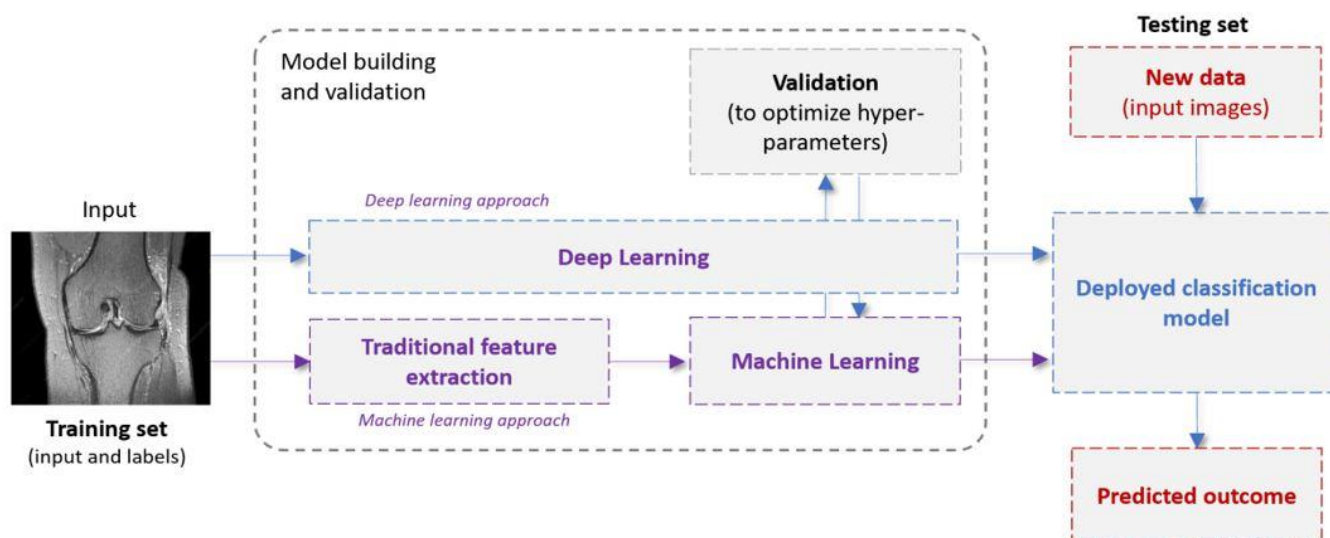 Testing set
Model building
and validation
Validation
(to optimize hyper-
parameters)
New data
(input images)
Input
Deep learning approach
Deep Learning
Deployed classification
model
Traditional feature
extraction
Machine Learning
Machine learning approach
Training set
(input and labels)
Predicted outcome